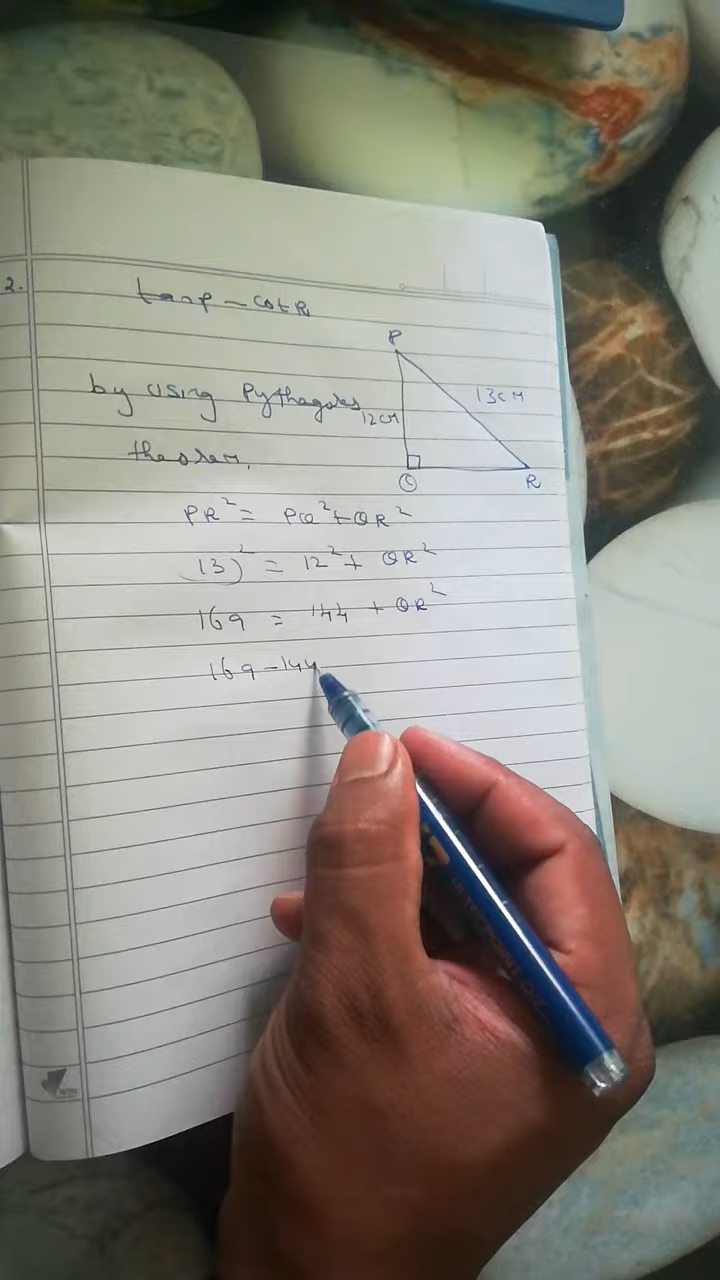 2.
tanp - cotR
P
by using Pythagores
12cm
13cm
theorem.
Q
R
PR² = PQ² + QR²
(13)² = 12² + QR²
169 = 144 + QR²
169 - 144